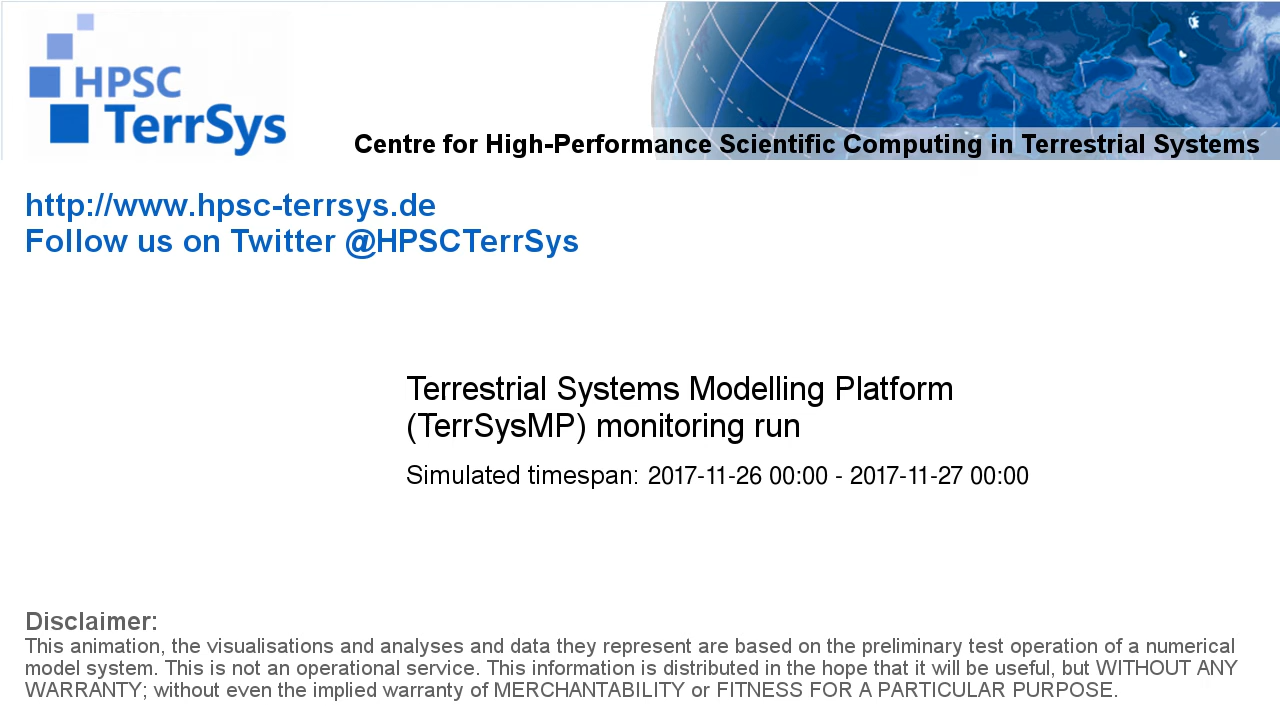 HPSC
TerrSys
Centre for High-Performance Scientific Computing in Terrestrial Systems
http://www.hpsc-terrsys.de
Follow us on Twitter @HPSCTerrSys
Terrestrial Systems Modelling Platform
(TerrSysMP) monitoring run
Simulated timespan: 2017-11-26 00:00 - 2017-11-27 00:00
Disclaimer:
This animation, the visualisations and analyses and data they represent are based on the preliminary test operation of a numerical
model system. This is not an operational service. This information is distributed in the hope that it will be useful, but WITHOUT ANY
WARRANTY; without even the implied warranty of MERCHANTABILITY or FITNESS FOR A PARTICULAR PURPOSE.